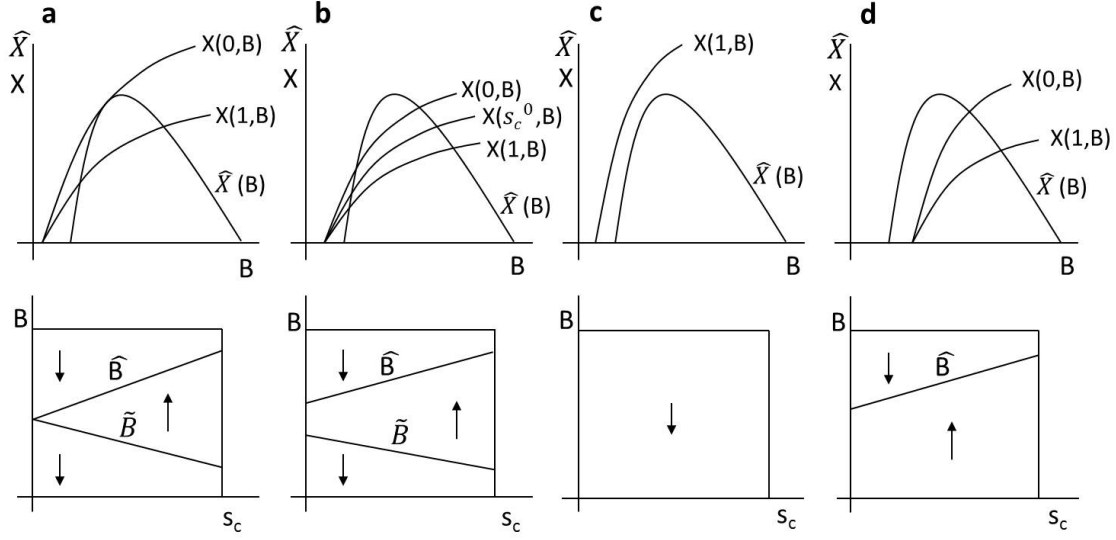 a
X̂
X
X(0,B)
X(1,B)
X̂ (B)
B
b
X̂
X
X(0,B)
X(s_c^0,B)
X(1,B)
X̂ (B)
B
c
X̂
X
X(1,B)
X̂ (B)
B
d
X̂
X
X(0,B)
X(1,B)
X̂ (B)
B
B
B̂
B̃
s_c
B
B̂
B̃
s_c
B
s_c
B
B̂
s_c